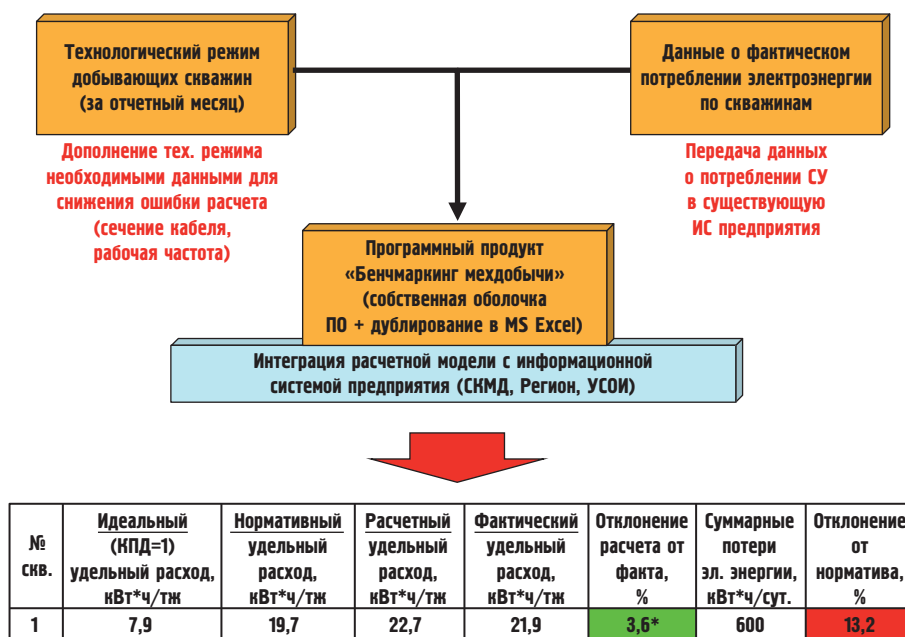 Технологический режим
добывающих скважин
(за отчетный месяц)
Данные о фактическом
потреблении электроэнергии
по скважинам
Дополнение тех. режима
необходимыми данными для
снижения ошибки расчета
(сечение кабеля,
рабочая частота)
Передача данных
о потреблении СУ
в существующую
ИС предприятия
Программный продукт
«Бенчмаркинг мехдобычи»
(собственная оболочка
ПО + дублирование в MS Excel)
Интеграция расчетной модели с информационной
системой предприятия (СКМД, Регион, УСОИ)
№
скв.
Идеальный
(КПД=1)
удельный расход,
кВт*ч/тж
Нормативный
удельный
расход,
кВт*ч/тж
Расчетный
удельный
расход,
кВт*ч/тж
Фактический
удельный
расход,
кВт*ч/тж
Отклонение
расчета от
факта,
%
Суммарные
потери
эл. энергии,
кВт*ч/сут.
Отклонение
от
норматива,
%
1 7,9 19,7 22,7 21,9 3,6* 600 13,2